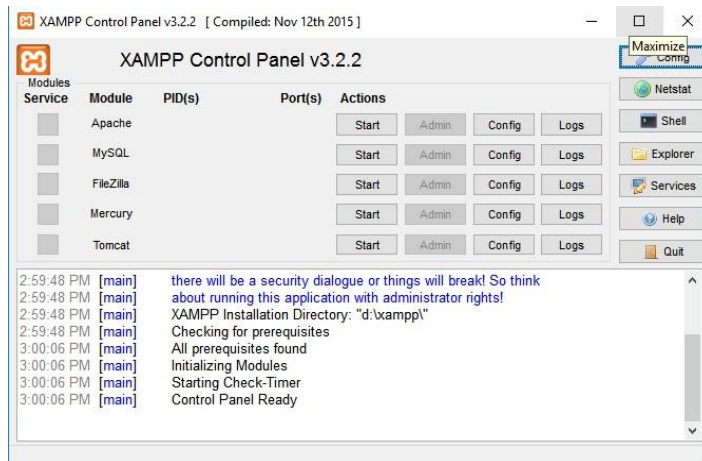 XAMPP Control Panel v3.2.2 [ Compiled: Nov 12th 2015 ]
Maximize
XAMPP Control Panel v3.2.2
Config
Modules
Service Module PID(s) Port(s) Actions
Netstat
Apache Start Admin Config Logs
Shell
MySQL Start Admin Config Logs
Explorer
FileZilla Start Admin Config Logs
Services
Mercury Start Admin Config Logs
Help
Tomcat Start Admin Config Logs
Quit
2:59:48 PM [main] there will be a security dialogue or things will break! So think
2:59:48 PM [main] about running this application with administrator rights!
2:59:48 PM [main] XAMPP Installation Directory: "d:\xampp\"
2:59:48 PM [main] Checking for prerequisites
3:00:06 PM [main] All prerequisites found
3:00:06 PM [main] Initializing Modules
3:00:06 PM [main] Starting Check-Timer
3:00:06 PM [main] Control Panel Ready